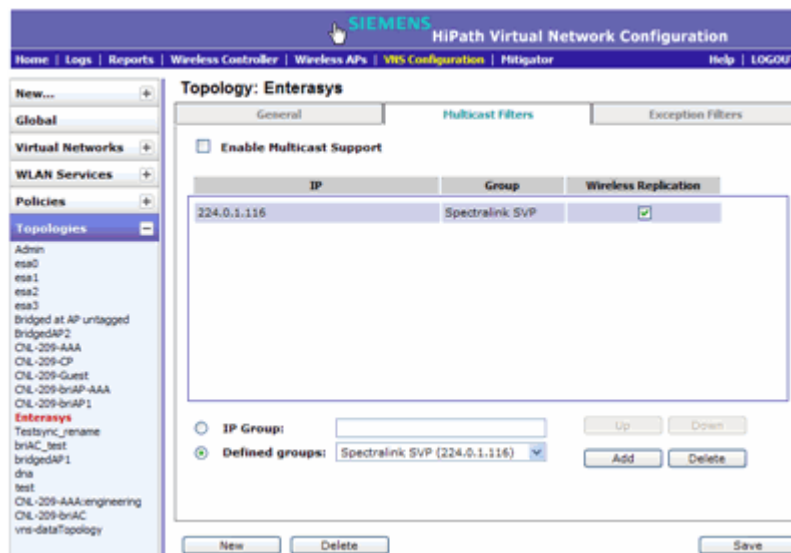 SIEMENS
HiPath Virtual Network Configuration
Home | Logs | Reports | Wireless Controller | Wireless APs | VNS Configuration | Mitigator Help | LOGOUT
New...
Global
Virtual Networks
WLAN Services
Policies
Topologies
Admin
esa0
esa1
esa2
esa3
Bridged at AP untagged
BridgedAP2
CNL-209-AAA
CNL-209-CP
CNL-209-Guest
CNL-209-briAP-AAA
CNL-209-briAP1
Enterasys
Testsync_rename
briAC_test
bridgedAP1
dna
test
CNL-209-AAA:engineering
CNL-209-briAC
vns-dataTopology
Topology: Enterasys
General Multicast Filters Exception Filters
Enable Multicast Support
IP Group Wireless Replication
224.0.1.116 Spectralink SVP
IP Group: Up Down
Defined groups: Spectralink SVP (224.0.1.116) Add Delete
New Delete Save